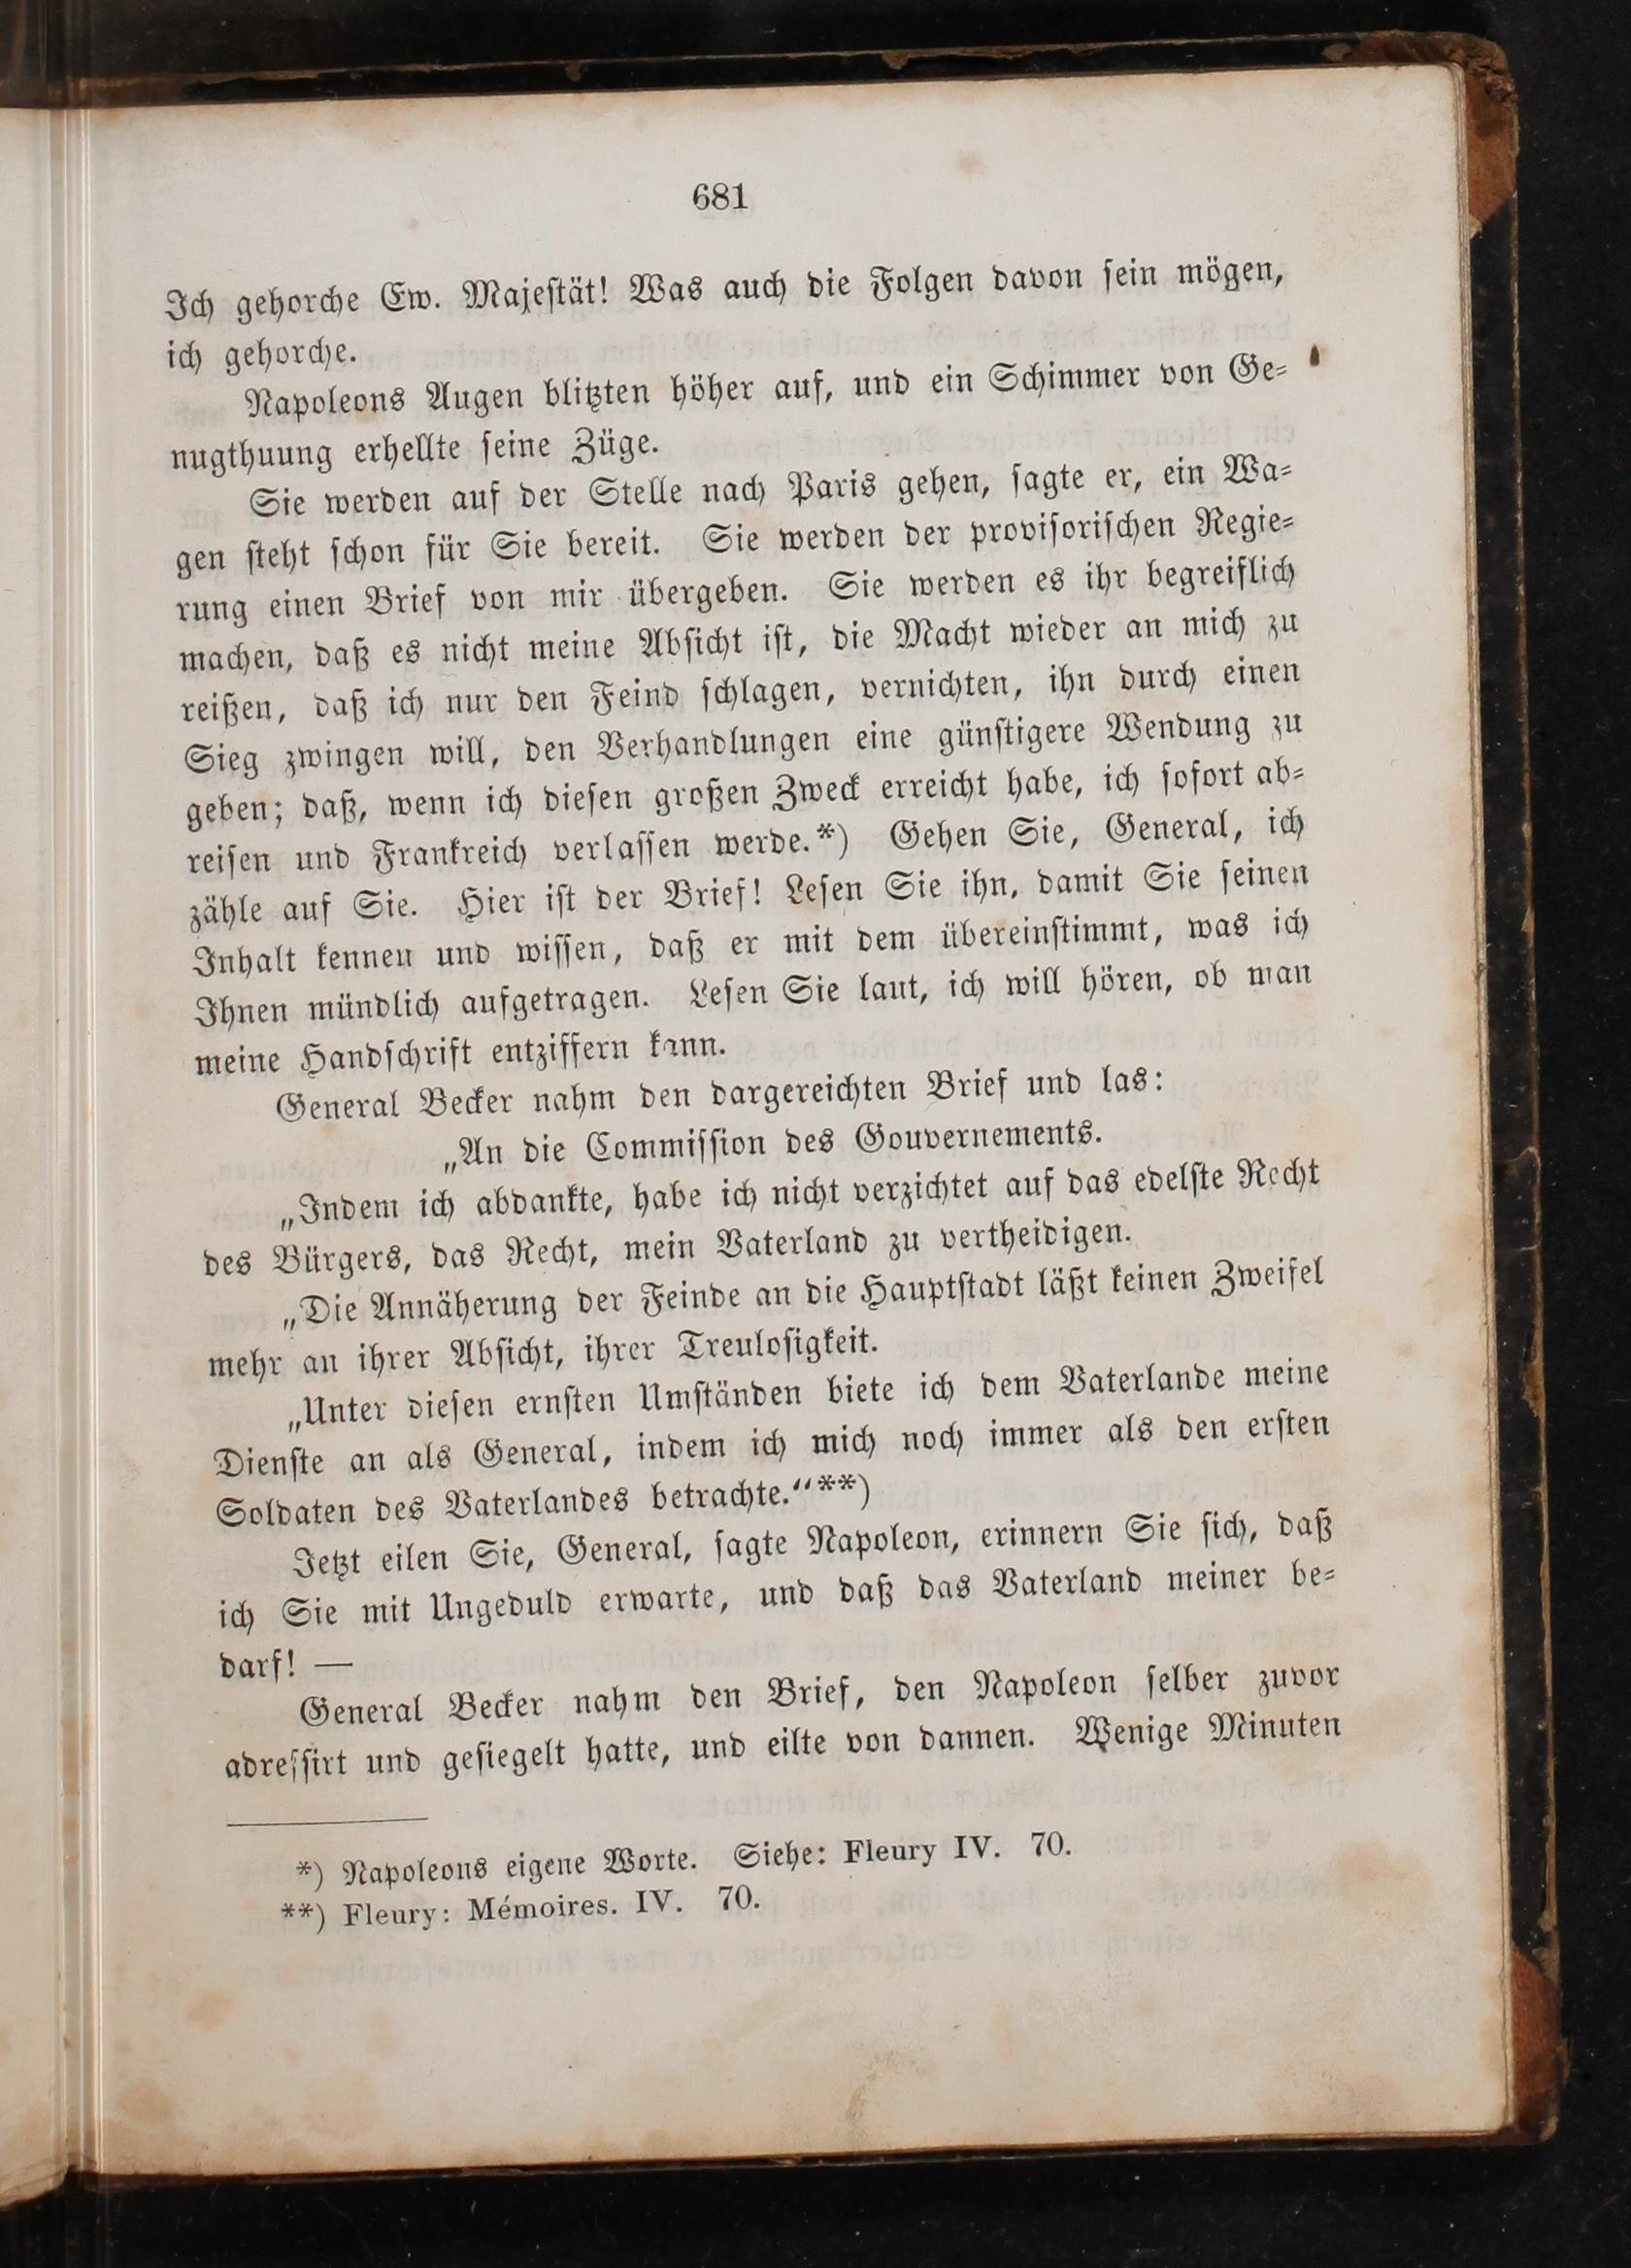 681
Ich gehorche Ew. Majestät! Was auch die Folgen davon sein mögen,
ich gehorche.
Napoleons Augen blitzten höher auf, und ein Schimmer von Ge-
nugthuung erhellte seine Züge.
Sie werden auf der Stelle nach Paris gehen, sagte er, ein Wa-
gen steht schon für Sie bereit. Sie werden der provisorischen Regie-
rung einen Brief von mir übergeben. Sie werden es ihr begreiflich
machen, daß es nicht meine Absicht ist, die Macht wieder an mich zu
reißen, daß ich nur den Feind schlagen, vernichten, ihn durch einen
Sieg zwingen will, den Verhandlungen eine günstigere Wendung zu
geben; daß, wenn ich diesen großen Zweck erreicht habe, ich sofort ab-
reisen und Frankreich verlassen werde.*) Gehen Sie, General, ich
zähle auf Sie. Hier ist der Brief! Lesen Sie ihn, damit Sie seinen
Inhalt kennen und wissen, daß er mit dem übereinstimmt, was ich
Ihnen mündlich aufgetragen. Lesen Sie laut, ich will hören, ob man
meine Handschrift entziffern kann.
General Becker nahm den dargereichten Brief und las:
„An die Commission des Gouvernements.
„Indem ich abdankte, habe ich nicht verzichtet auf das edelste Recht
des Bürgers, das Recht, mein Vaterland zu vertheidigen.
„Die Annäherung der Feinde an die Hauptstadt läßt keinen Zweifel
mehr an ihrer Absicht, ihrer Treulosigkeit.
„Unter diesen ernsten Umständen biete ich dem Vaterlande meine
Dienste an als General, indem ich mich noch immer als den ersten
Soldaten des Vaterlandes betrachte.“**)
Jetzt eilen Sie, General, sagte Napoleon, erinnern Sie sich, daß
ich Sie mit Ungeduld erwarte, und daß das Vaterland meiner be-
darf! —
General Becker nahm den Brief, den Napoleon selber zuvor
adressirt und gesiegelt hatte, und eilte von dannen. Wenige Minuten
*) Napoleons eigene Worte. Siehe: Fleury IV. 70.
**) Fleury: Mémoires. IV. 70.